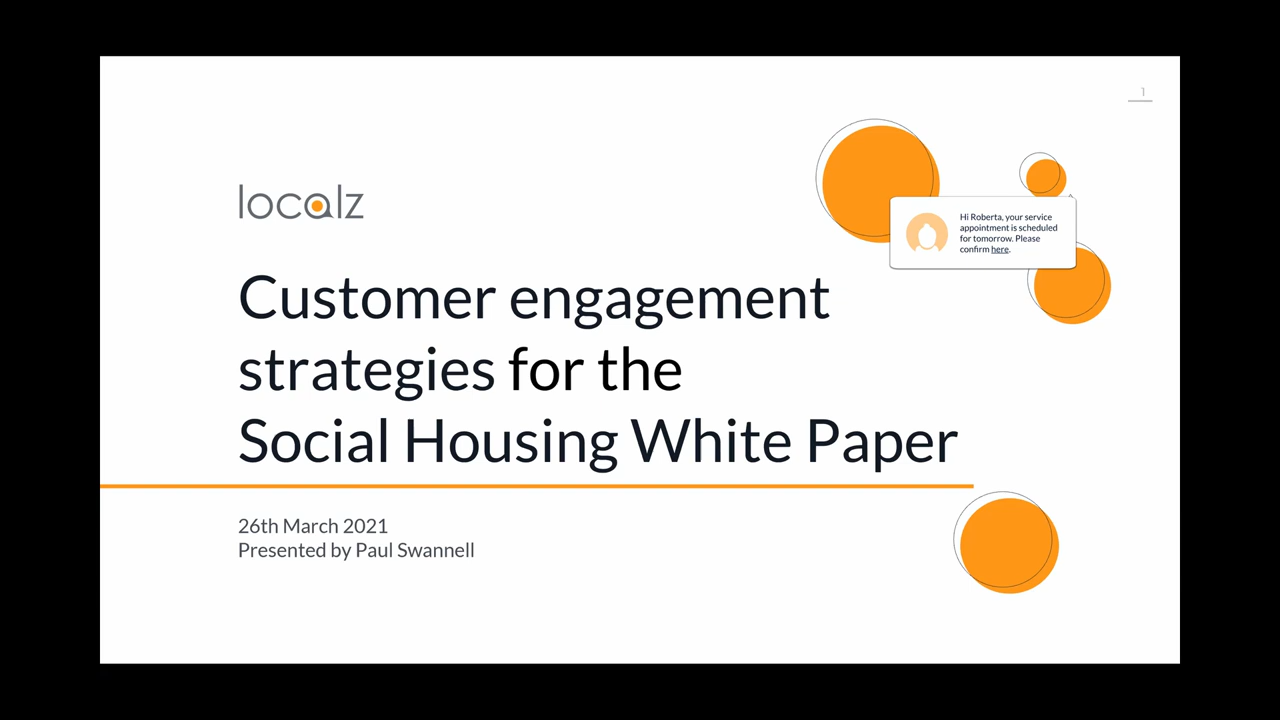 1
localz
Hi Roberta, your service
appointment is scheduled
for tomorrow. Please
confirm here.
Customer engagement
strategies for the
Social Housing White Paper
26th March 2021
Presented by Paul Swannell